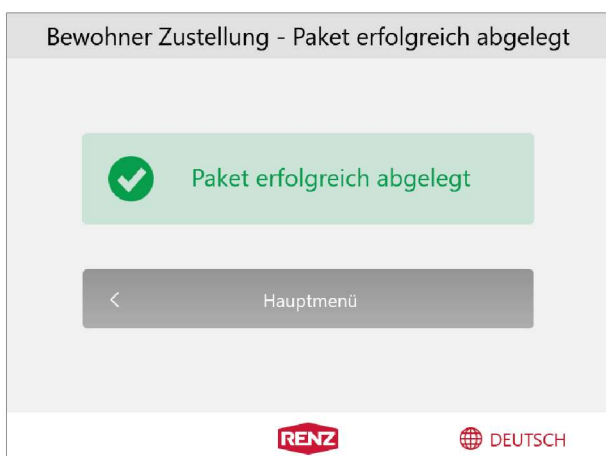 Bewohner Zustellung - Paket erfolgreich abgelegt
Paket erfolgreich abgelegt
Hauptmenü
RENZ
DEUTSCH